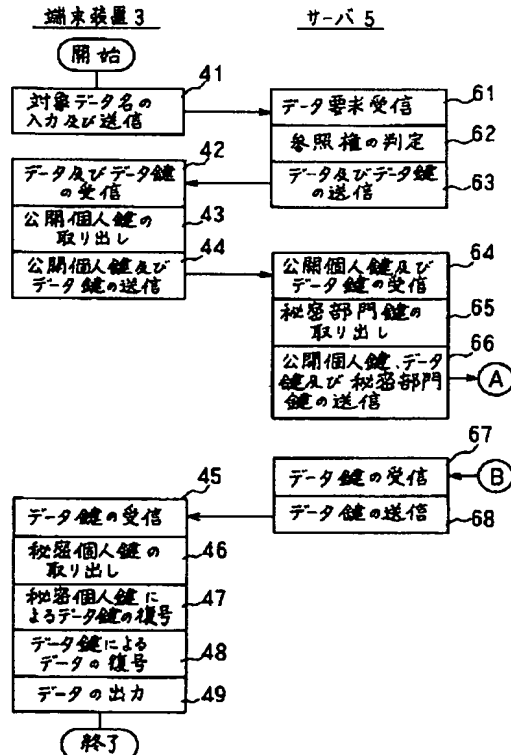 端末装置3
サーバ5
開始
41
対象データ名の
入力及び送信
61
データ要求受信
62
参照権の判定
63
データ及びデータ鍵
の送信
42
データ及びデータ鍵
の受信
43
公開個人鍵の
取り出し
44
公開個人鍵及び
データ鍵の送信
64
公開個人鍵及び
データ鍵の受信
65
秘密部門鍵の
取り出し
66
公開個人鍵、データ
鍵及び秘密部門
鍵の送信
A
67
データ鍵の受信
B
データ鍵の送信
68
45
データ鍵の受信
46
秘密個人鍵の
取り出し
47
秘密個人鍵に
よるデータ鍵の復号
48
データ鍵による
データの復号
データの出力
49
終了